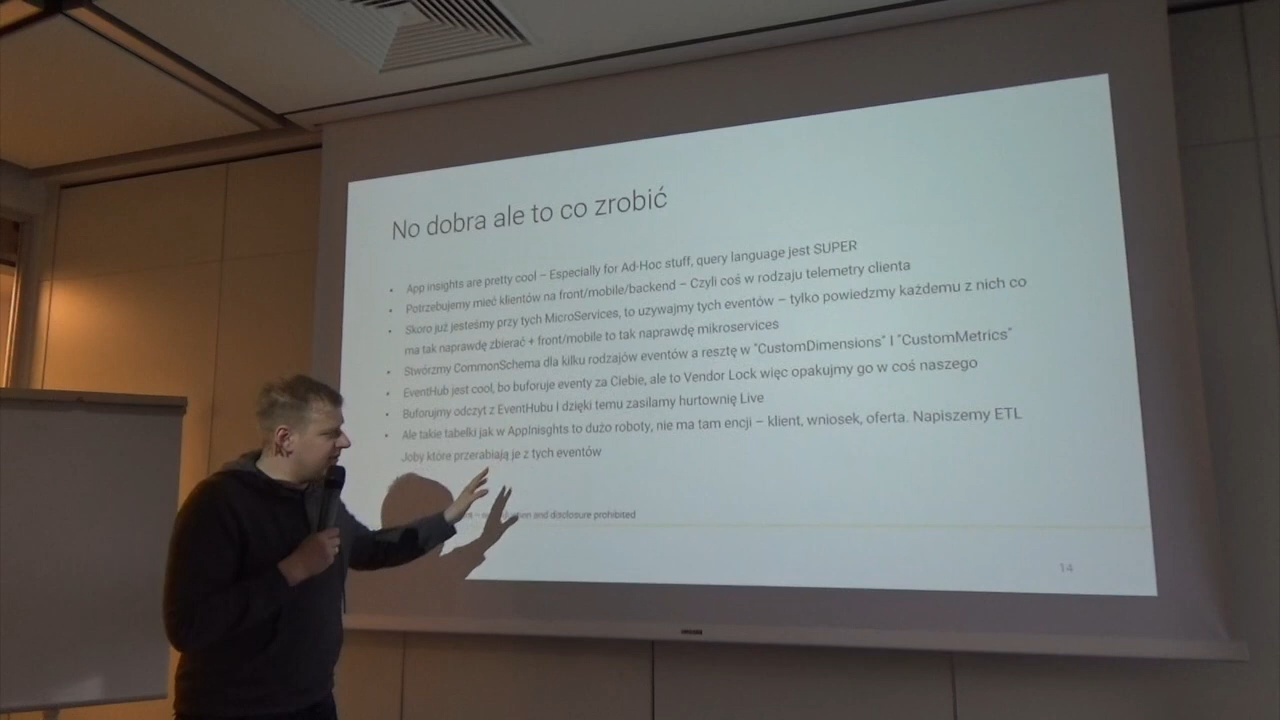 No dobra ale to co zrobić
• App insights are pretty cool – Especially for Ad-Hoc stuff, query language jest SUPER
• Potrzebujemy mieć klientów na front/mobile/backend – Czyli coś w rodzaju telemetry clienta
• Skoro już jesteśmy przy tych MicroServices, to uzywajmy tych eventów – tylko powiedzmy każdemu z nich co
ma tak naprawdę zbierać + front/mobile to tak naprawdę mikroservices
• Stwórzmy CommonSchema dla kilku rodzajów eventów a resztę w "CustomDimensions" I "CustomMetrics"
• EventHub jest cool, bo buforuje eventy za Ciebie, ale to Vendor Lock więc opakujmy go w coś naszego
• Buforujmy odczyt z EventHubu I dzięki temu zasilamy hurtownię Live
• Ale takie tabelki jak w AppInisghts to dużo roboty, nie ma tam encji – klient, wniosek, oferta. Napiszemy ETL
Joby które przerabiają je z tych eventów
and disclosure prohibited
14